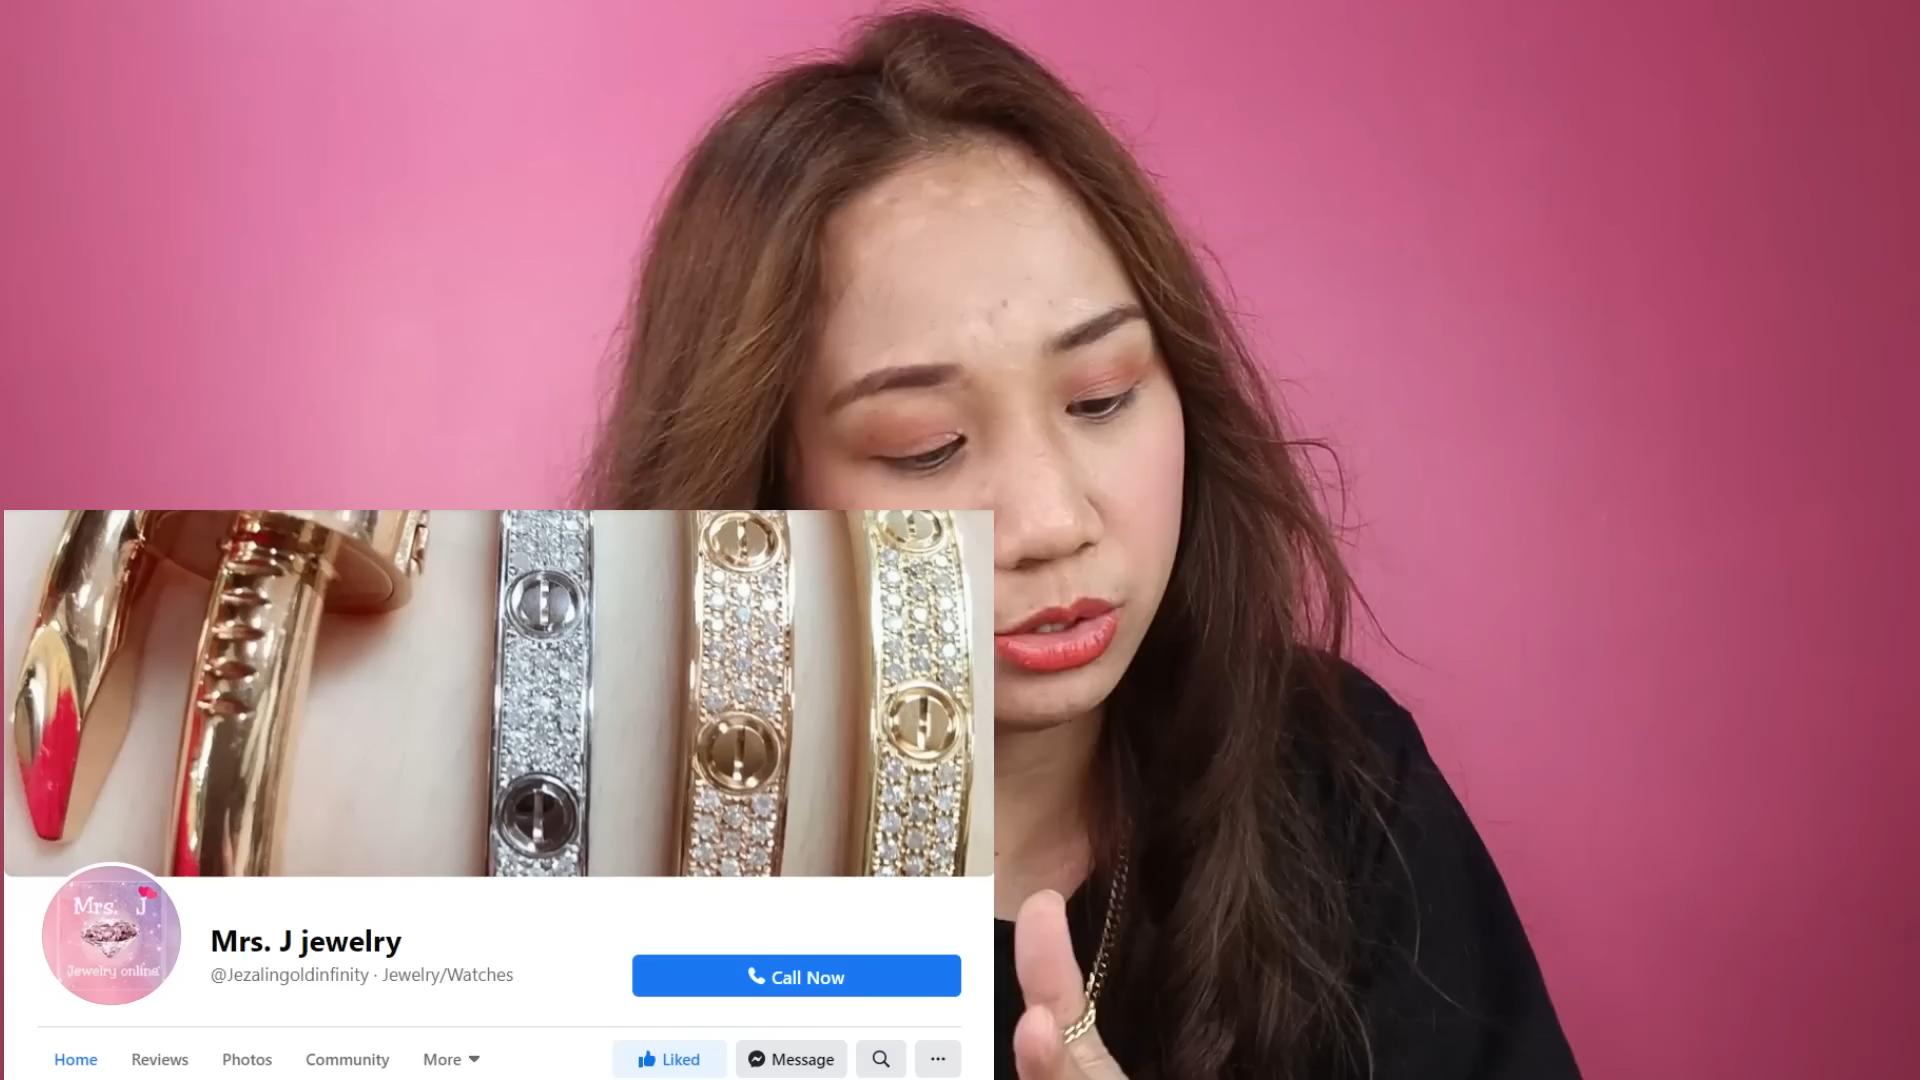 Mrs. J
Jewelry online
Mrs. J jewelry
@Jezalingoldinfinity · Jewelry/Watches
Call Now
Home
Reviews
Photos
Community
More
Liked
Message